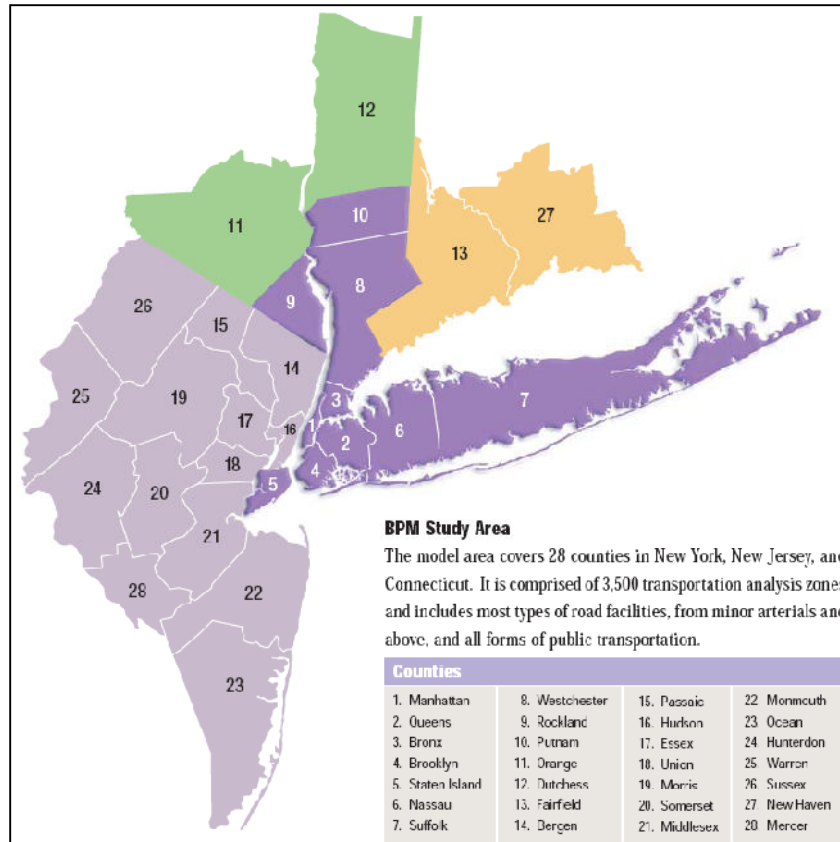 12
11
10
27
13
9
8
26
15
14
7
25
19
3
17
16
1
6
2
18
5
4
24
20
21
28
22
23
BPM Study Area
The model area covers 28 counties in New York, New Jersey, and
Connecticut. It is comprised of 3,500 transportation analysis zones
and includes most types of road facilities, from minor arterials and
above, and all forms of public transportation.
Counties
1. Manhattan
2. Queens
3. Bronx
4. Brooklyn
5. Staten Island
6. Nassau
7. Suffolk
8. Westchester
9. Rockland
10. Putnam
11. Orange
12. Dutchess
13. Fairfield
14. Bergen
15. Passaic
16. Hudson
17. Essex
18. Union
19. Morris
20. Somerset
21. Middlesex
22 Monmouth
23. Ocean
24. Hunterdon
25. Warren
26. Sussex
27. New Haven
28 Mercer